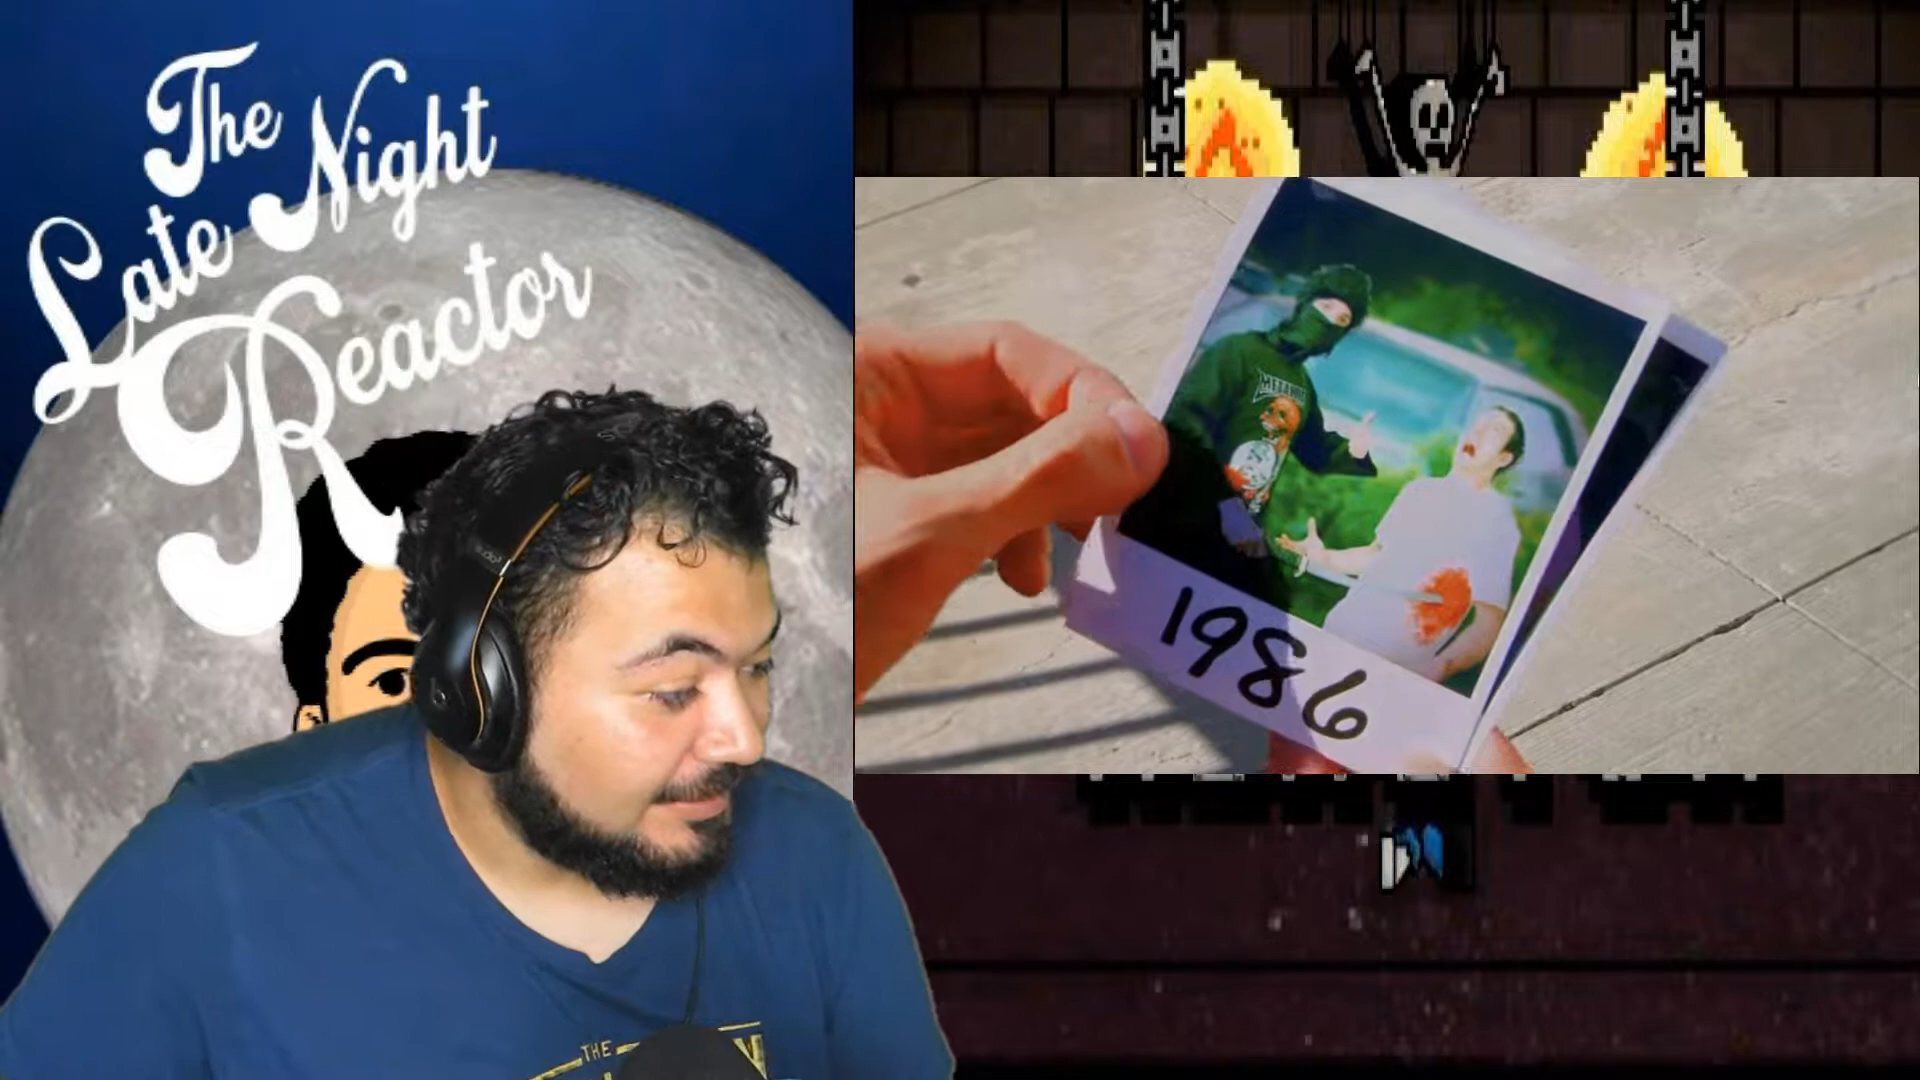 The
Late Night
Reactor
1986
THE